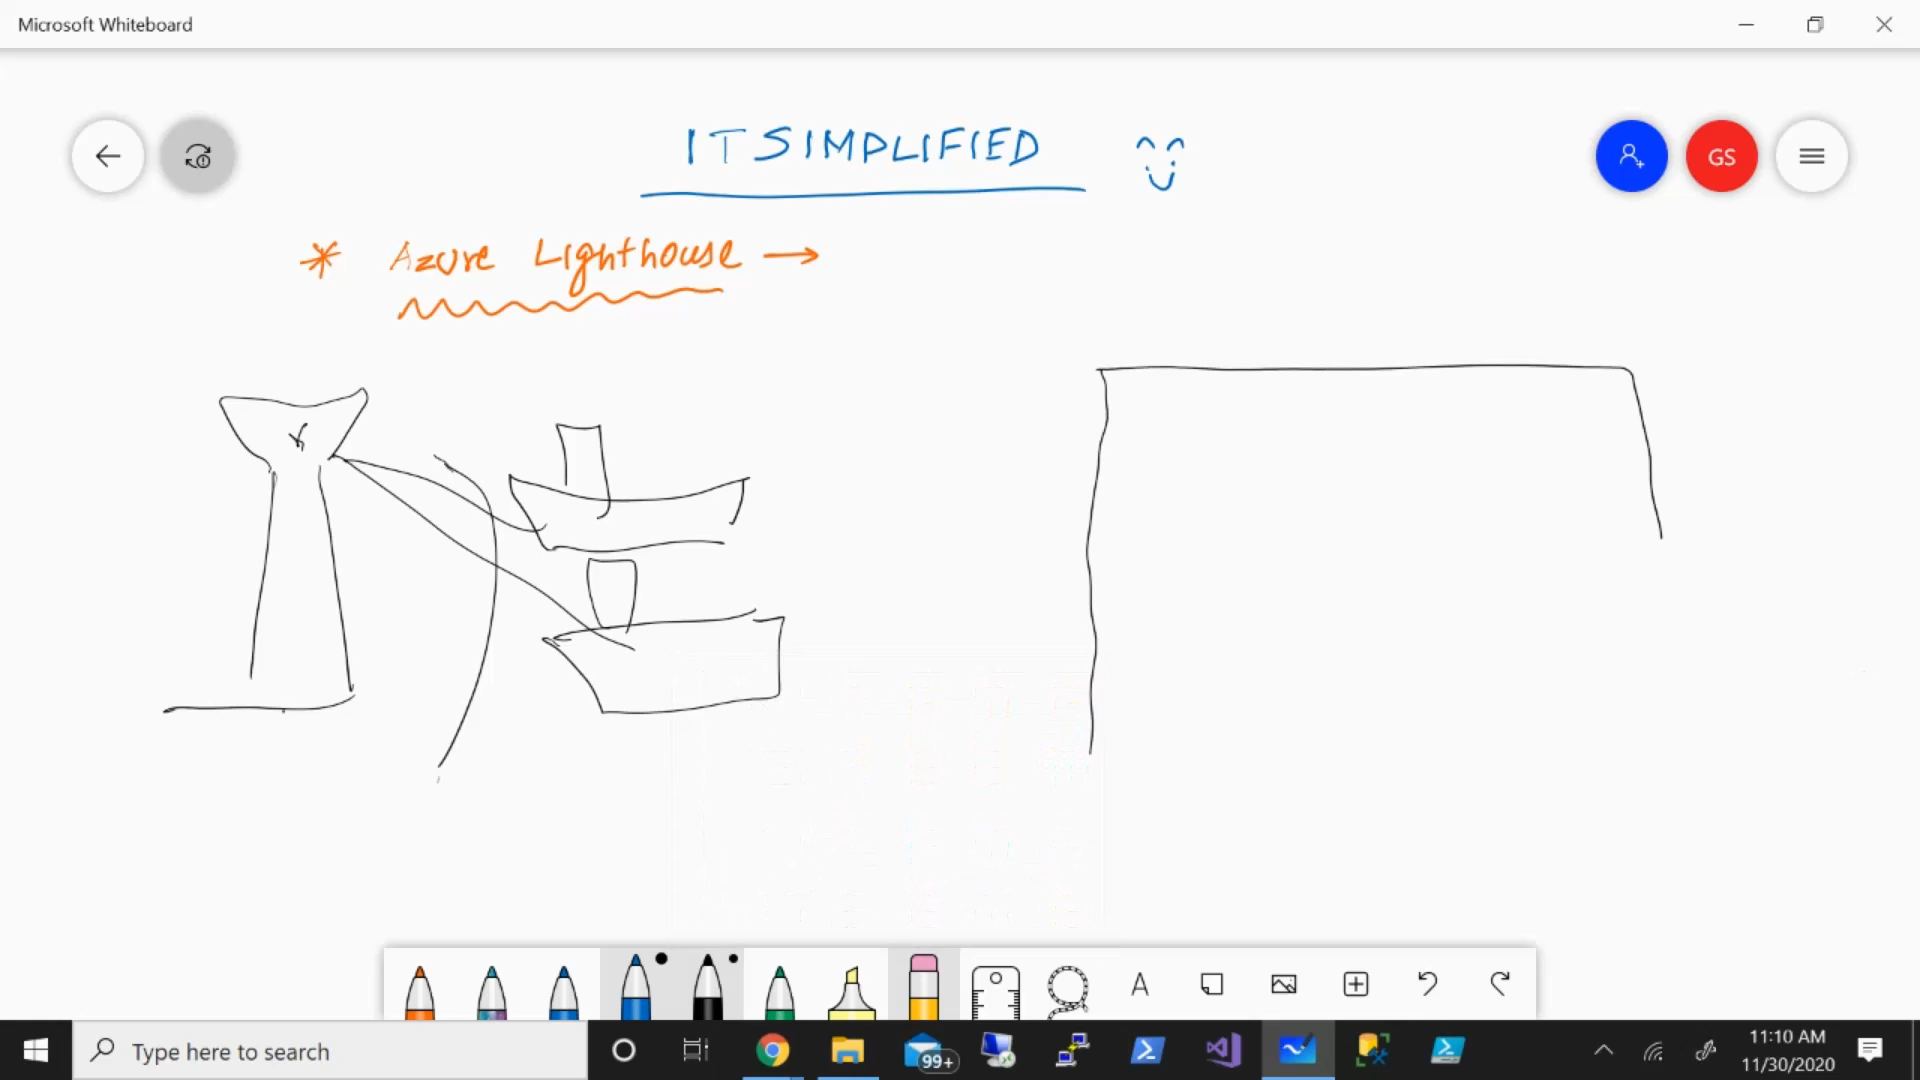 Microsoft Whiteboard
ITSIMPLIFIED
GS
* Azure Lighthouse →
A
Type here to search
99+
11:10 AM
11/30/2020